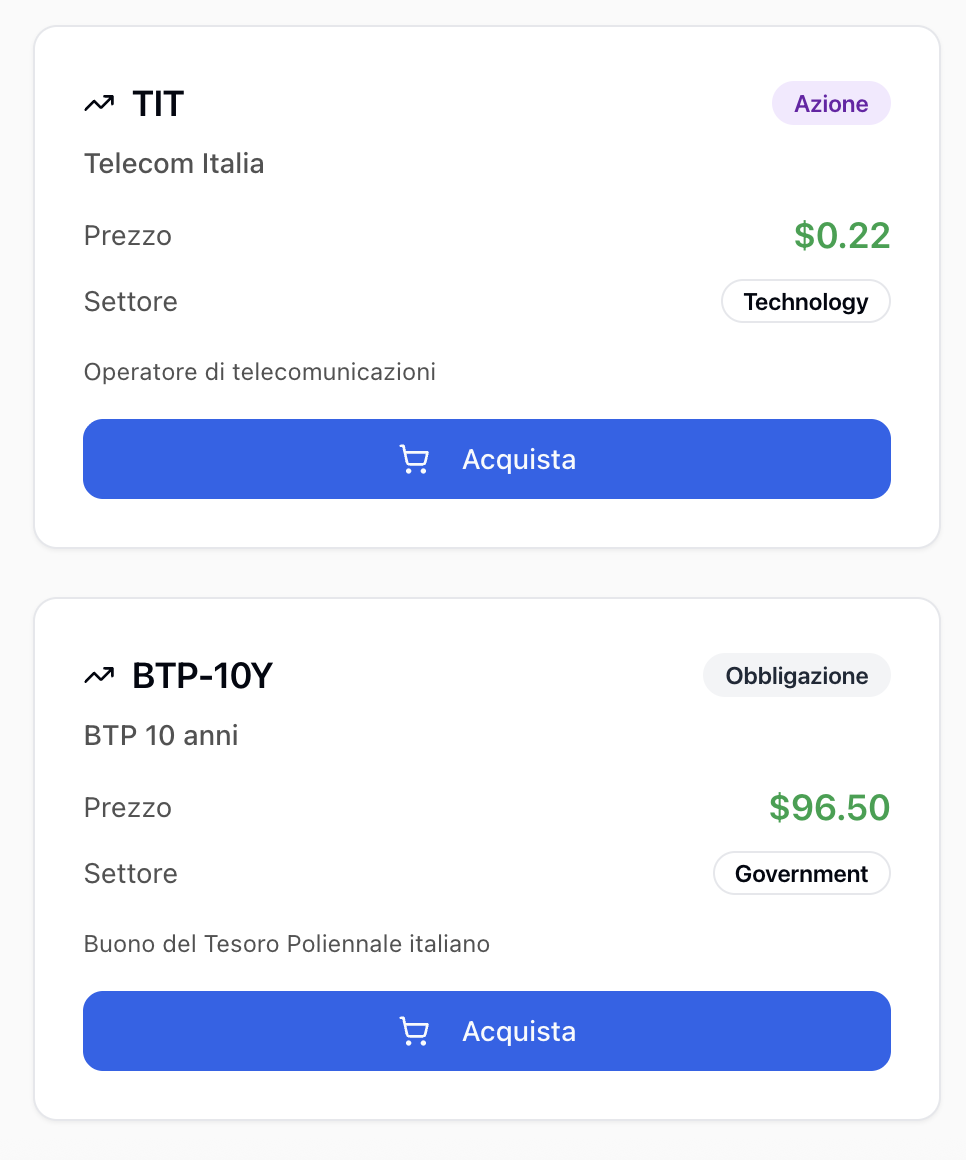 TIT
Azione
Telecom Italia
Prezzo
$0.22
Settore
Technology
Operatore di telecomunicazioni
Acquista
BTP-10Y
Obbligazione
BTP 10 anni
Prezzo
$96.50
Settore
Government
Buono del Tesoro Poliennale italiano
Acquista